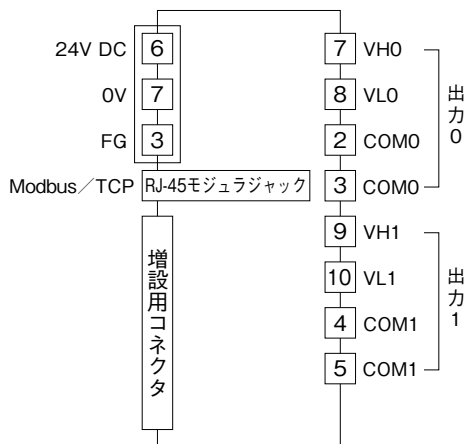 24V DC 6
0V 7
FG 3
Modbus／TCP RJ-45モジュラジャック
増設用コネクタ
7 VH0
8 VL0
2 COM0
3 COM0
出力0
9 VH1
10 VL1
4 COM1
5 COM1
出力1